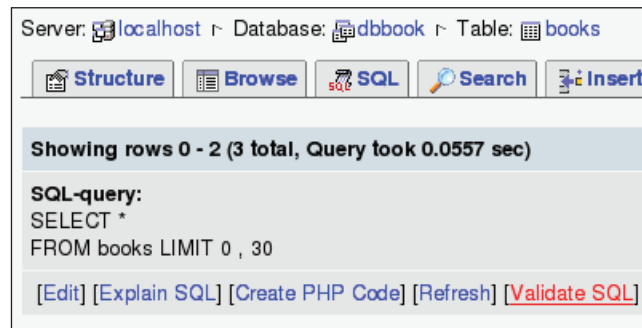 Server: localhost ▸ Database: dbbook ▸ Table: books
Structure Browse SQL Search Insert
Showing rows 0 - 2 (3 total, Query took 0.0557 sec)
SQL-query:
SELECT *
FROM books LIMIT 0 , 30
[Edit] [Explain SQL] [Create PHP Code] [Refresh] [Validate SQL]